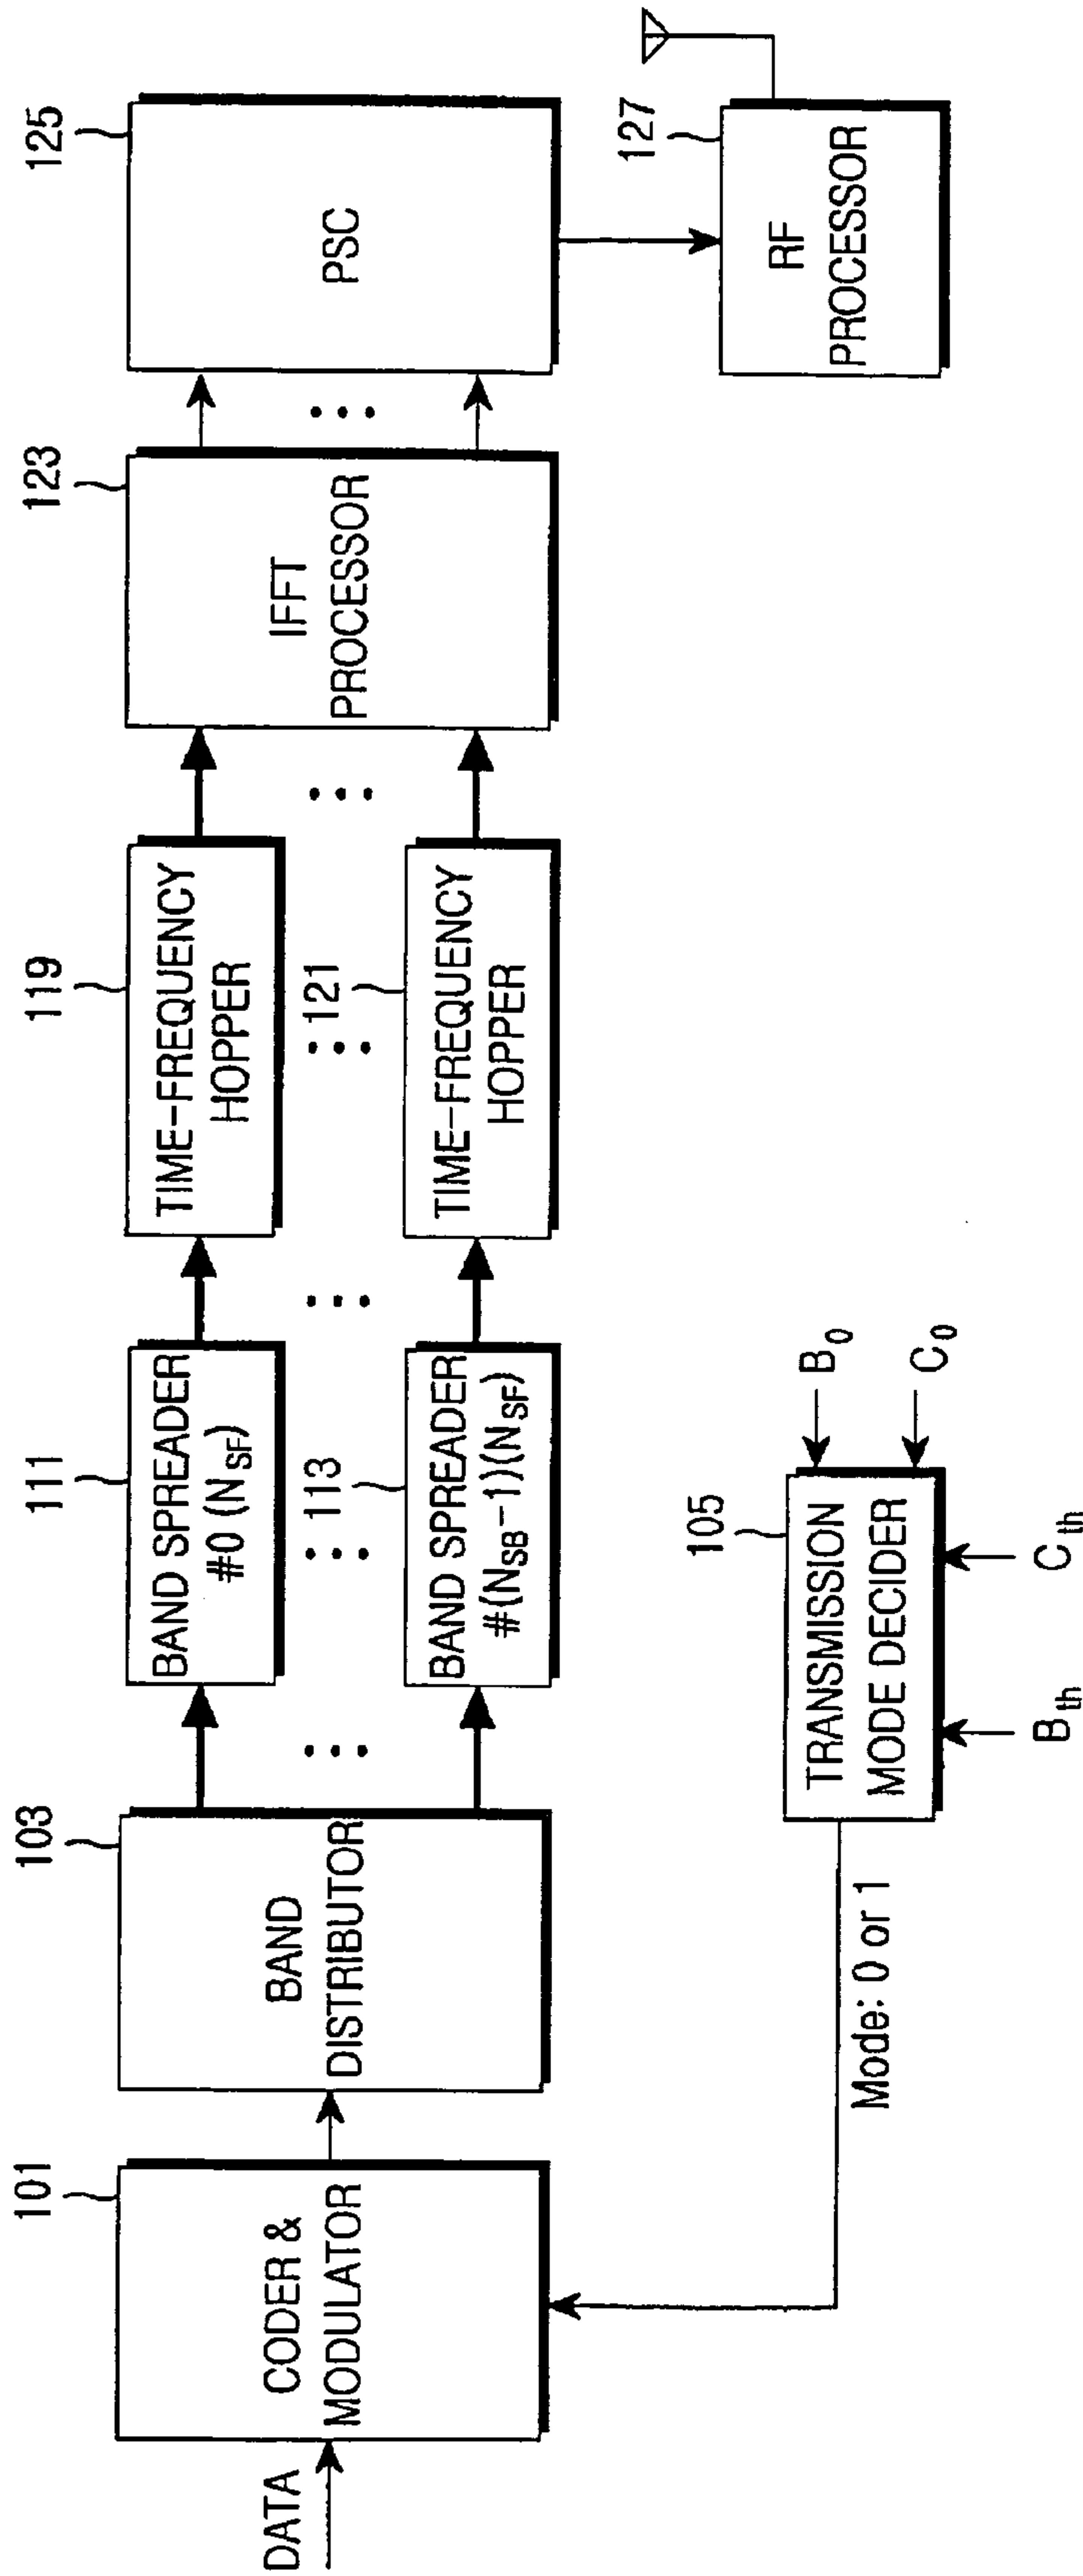 DATA
101
CODER &
MODULATOR
103
BAND
DISTRIBUTOR
111
BAND SPREADER
#0 (N_SF)
113
BAND SPREADER
#(N_SB-1)(N_SF)
119
TIME-FREQUENCY
HOPPER
121
TIME-FREQUENCY
HOPPER
123
IFFT
PROCESSOR
125
PSC
127
RF
PROCESSOR
105
TRANSMISSION
MODE DECIDER
Mode: 0 or 1
B_0
C_0
B_th
C_th